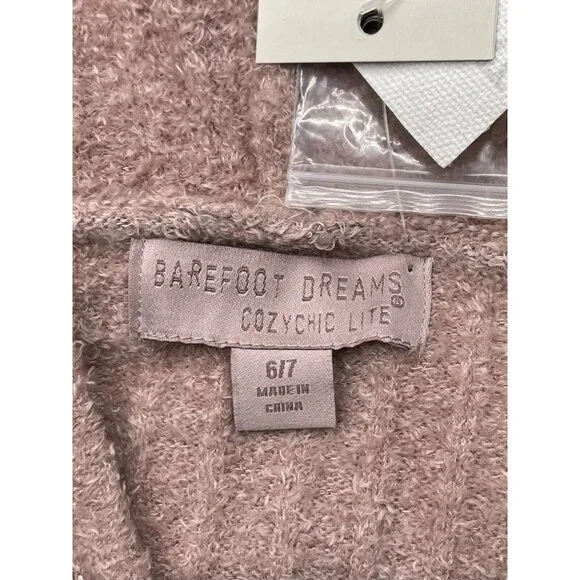 BAREFOOT DREAMS®
COZYCHIC LITE
6/7
MADE IN
CHINA